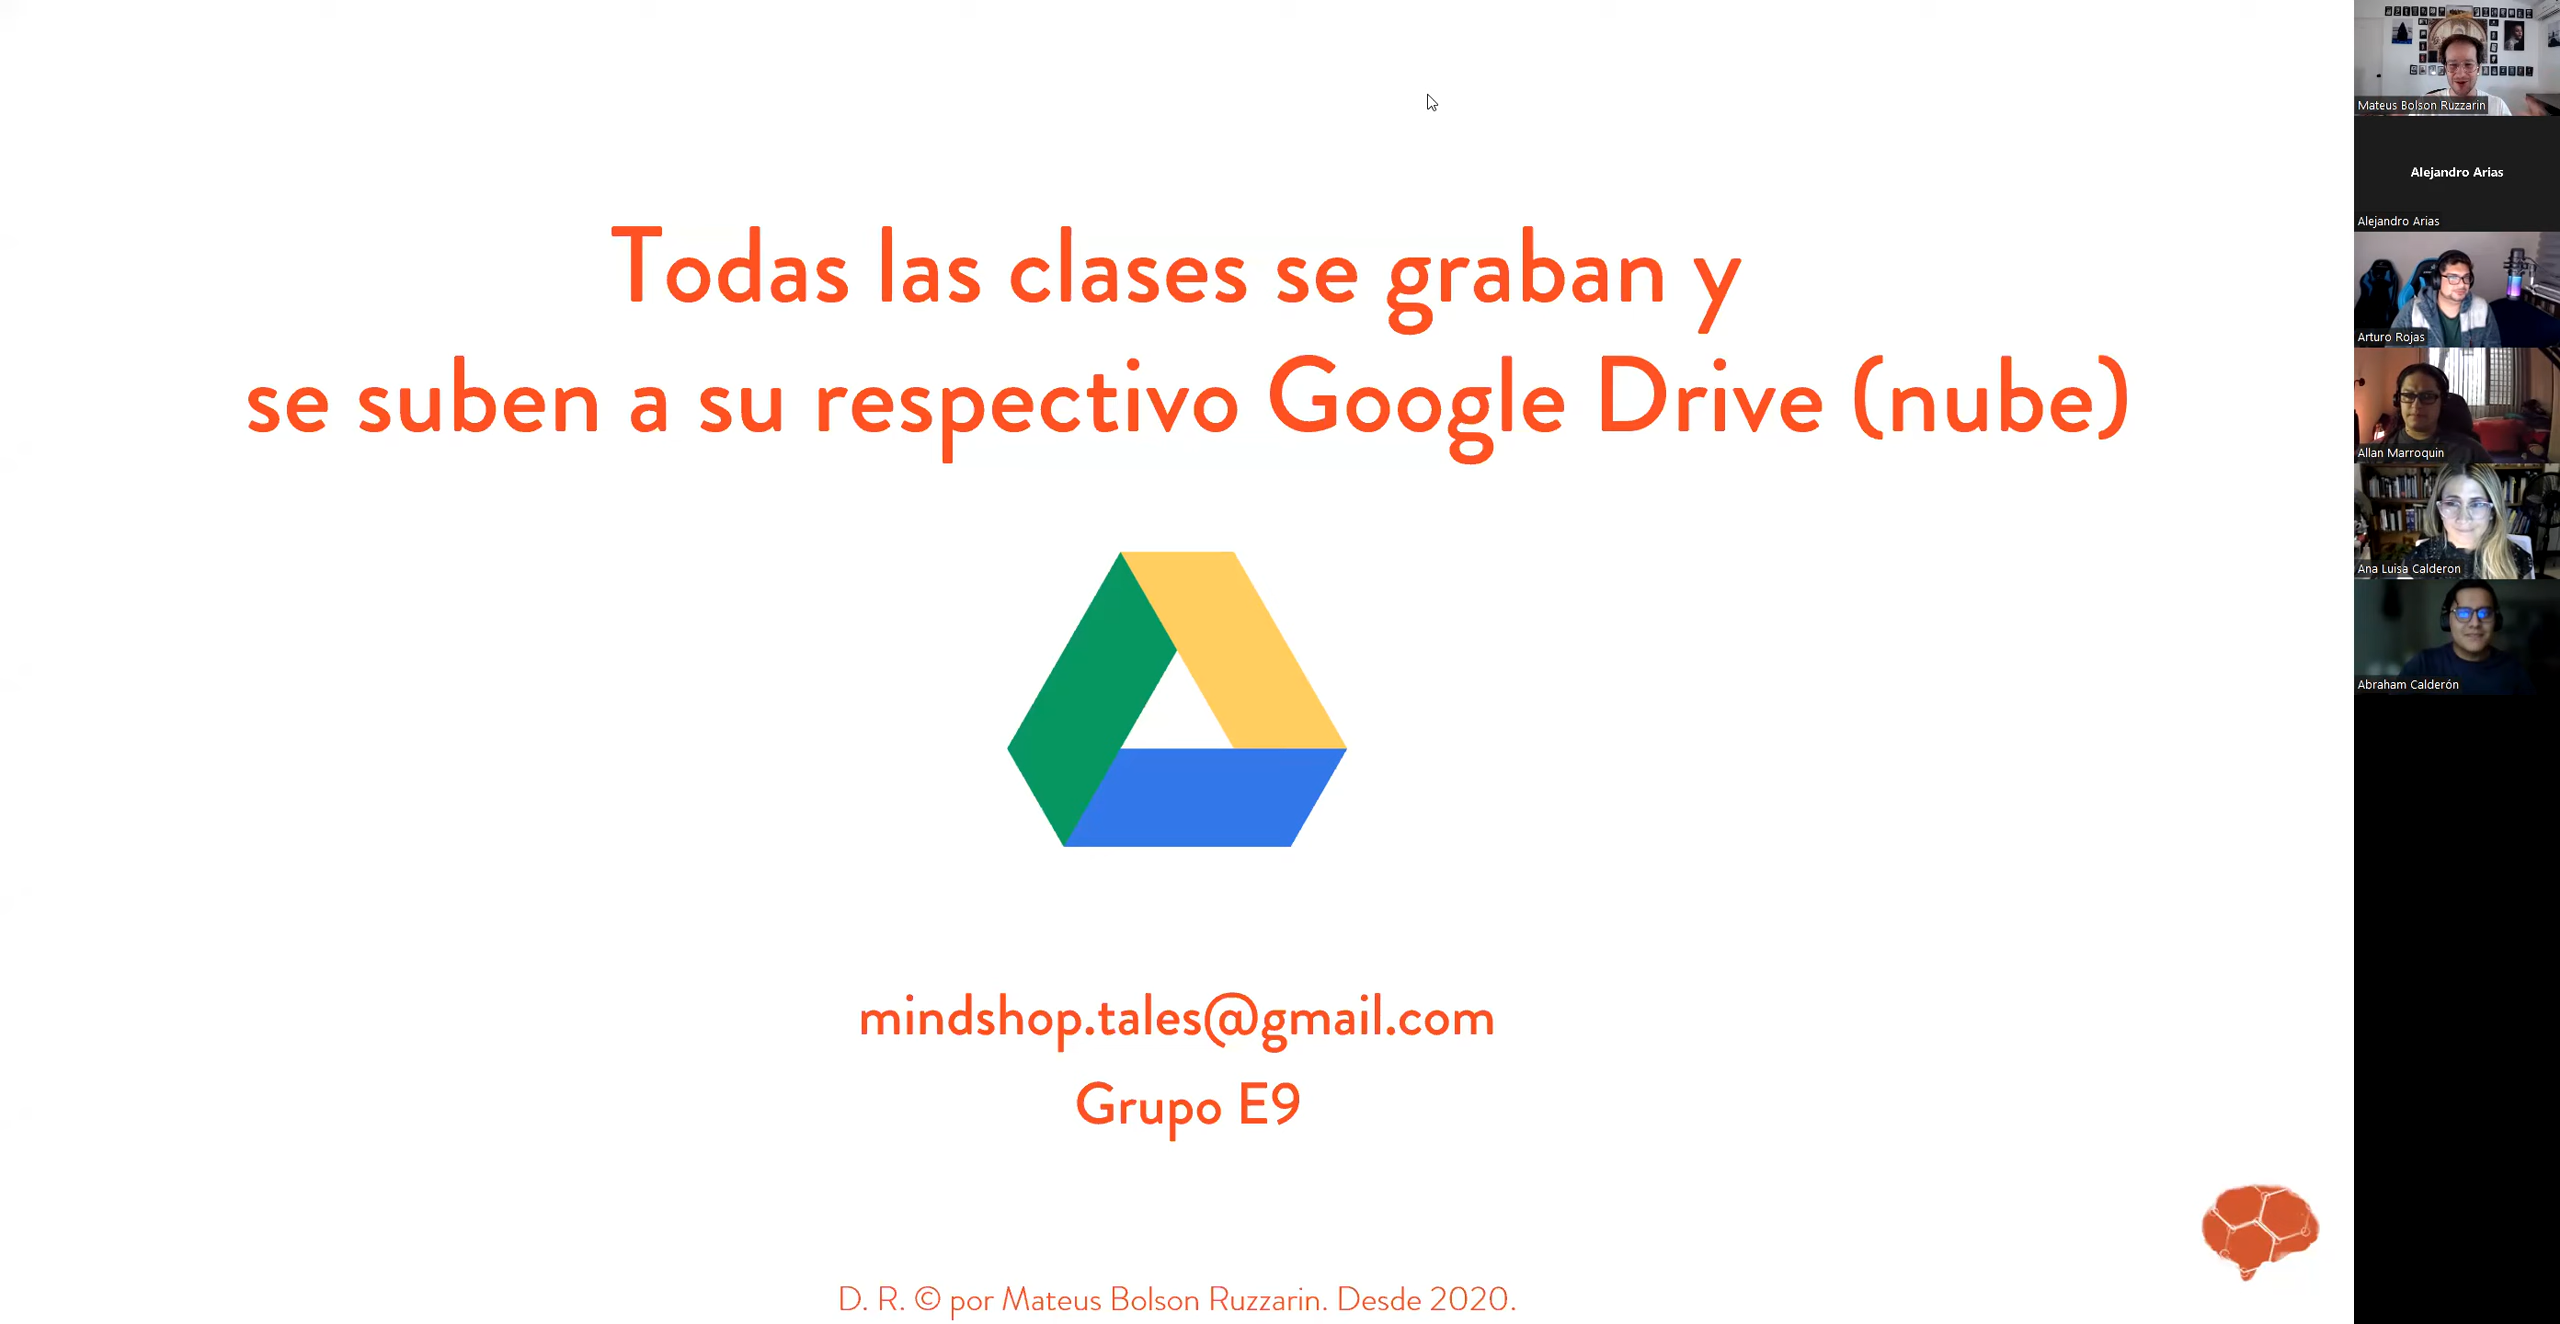 Todas las clases se graban y
se suben a su respectivo Google Drive (nube)
mindshop.tales@gmail.com
Grupo E9
D. R. © por Mateus Bolson Ruzzarin. Desde 2020.
Mateus Bolson Ruzzarin
Alejandro Arias
Alejandro Arias
Arturo Rojas
Allan Marroquin
Ana Luisa Calderon
Abraham Calderón